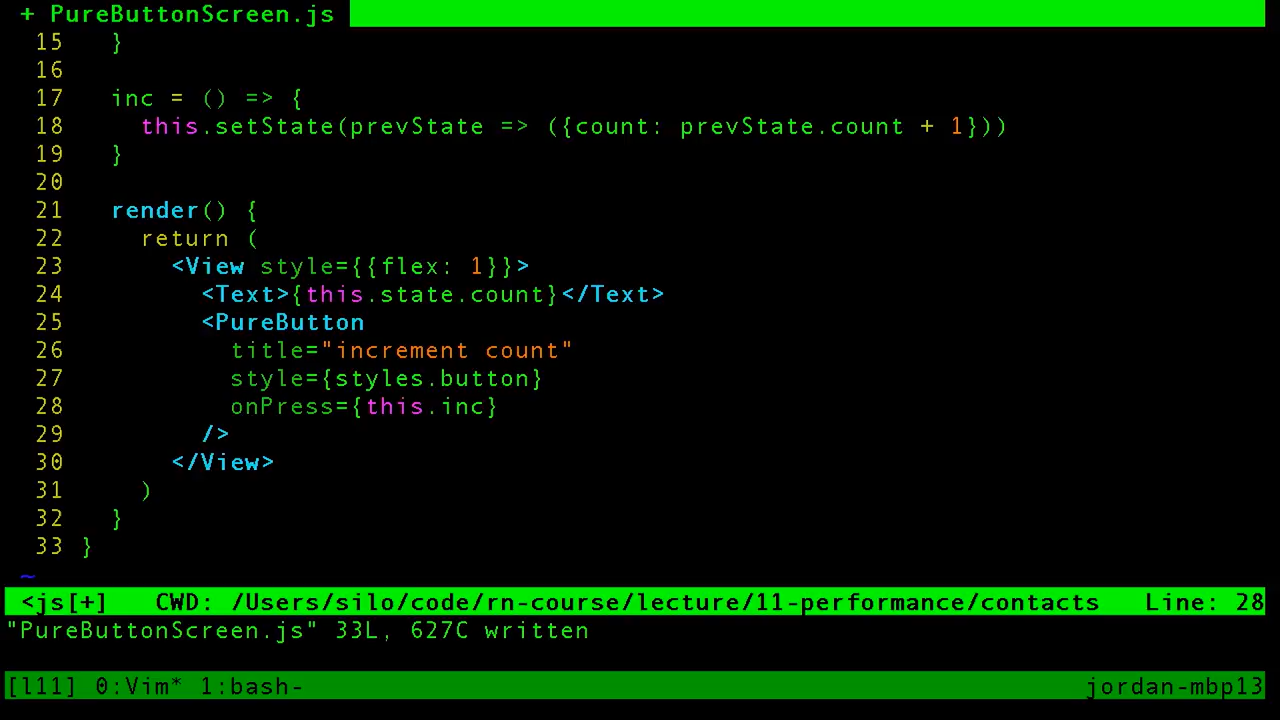 + PureButtonScreen.js
15   }
16
17   inc = () => {
18     this.setState(prevState => ({count: prevState.count + 1}))
19   }
20
21   render() {
22     return (
23       <View style={{flex: 1}}>
24         <Text>{this.state.count}</Text>
25         <PureButton
26           title="increment count"
27           style={styles.button}
28           onPress={this.inc}
29         />
30       </View>
31     )
32   }
33 }
~
<js[+]   CWD: /Users/silo/code/rn-course/lecture/11-performance/contacts   Line: 28
"PureButtonScreen.js" 33L, 627C written
[l11] 0:Vim* 1:bash-   jordan-mbp13